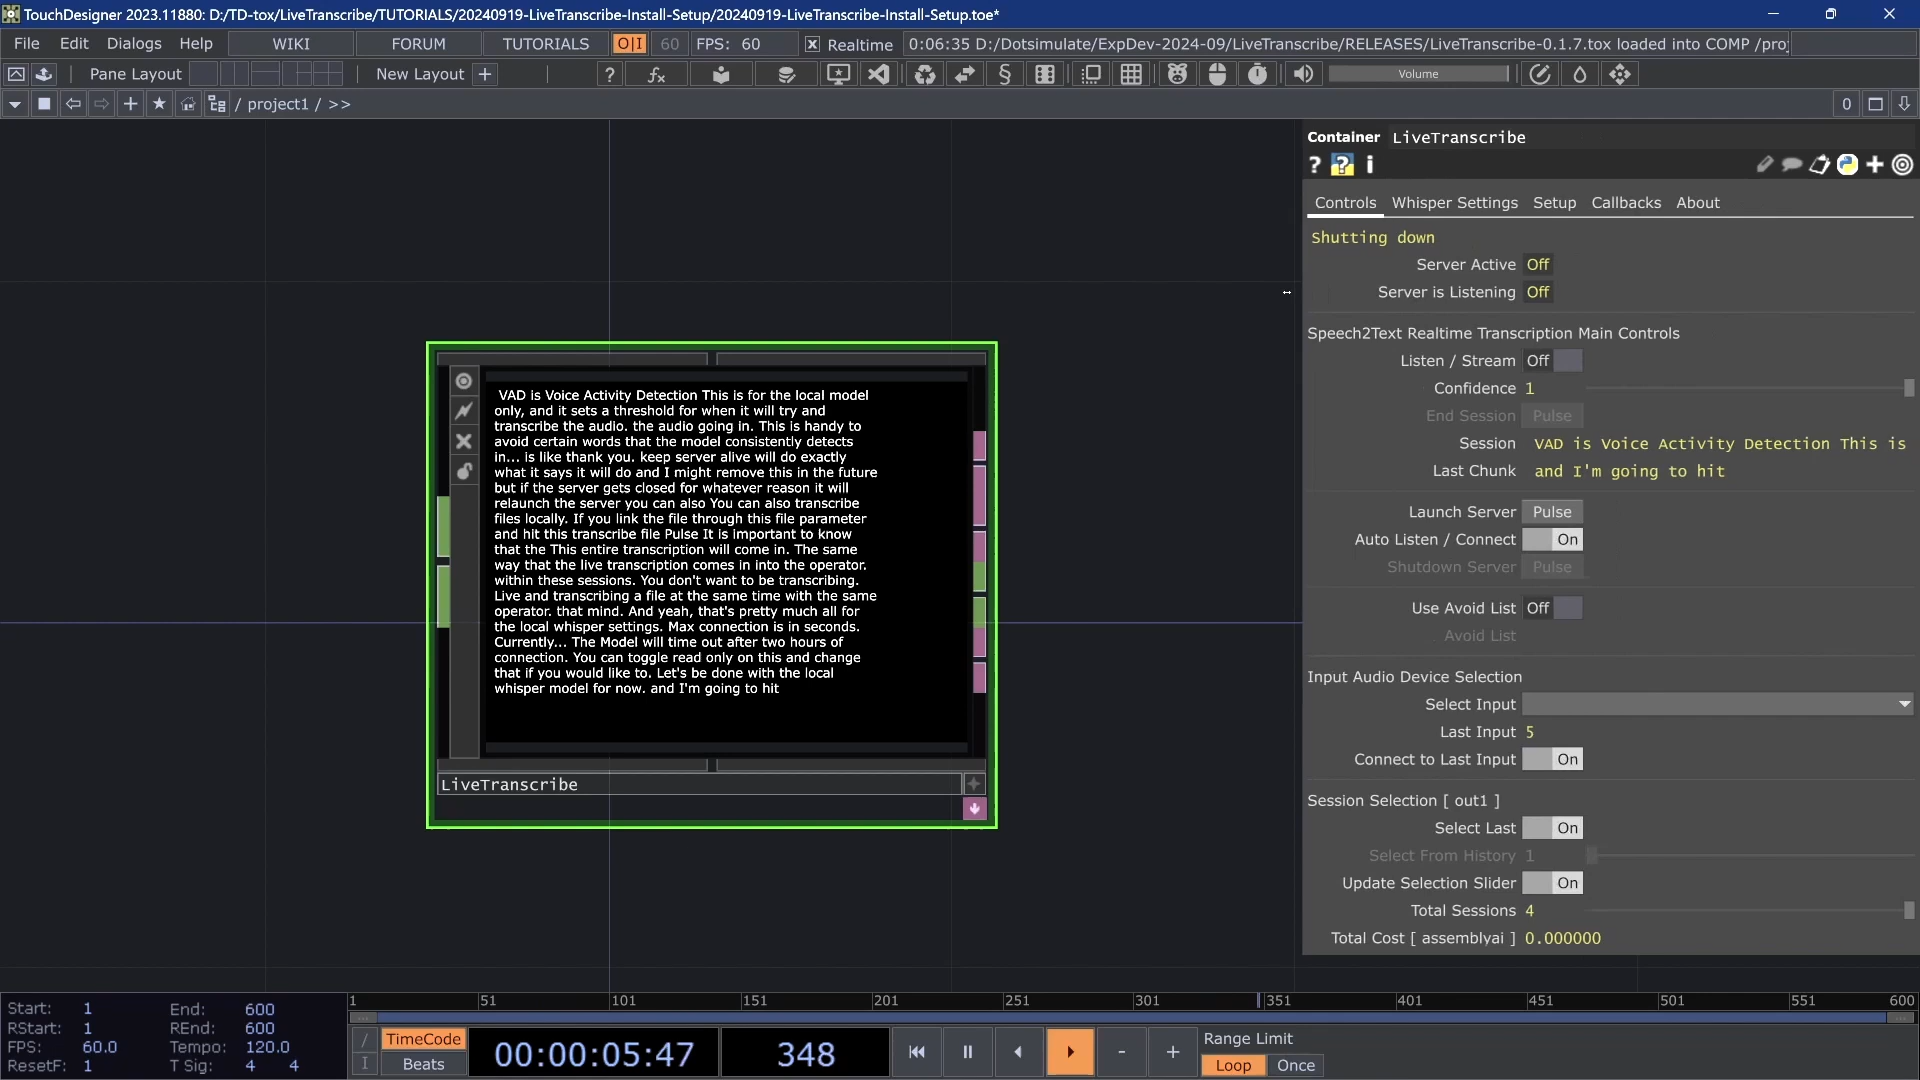 TouchDesigner 2023.11880: D:/TD-tox/LiveTranscribe/TUTORIALS/20240919-LiveTranscribe-Install-Setup/20240919-LiveTranscribe-Install-Setup.toe*
File Edit Dialogs Help WIKI FORUM TUTORIALS O|I 60 FPS: 60 X Realtime 0:06:35 D:/Dotsimulate/ExpDev-2024-09/LiveTranscribe/RELEASES/LiveTranscribe-0.1.7.tox loaded into COMP /proj
Pane Layout New Layout + ? fx § Volume
/ project1 / >> 0
Container LiveTranscribe
? ? i
Controls Whisper Settings Setup Callbacks About
Shutting down
Server Active Off
Server is Listening Off
Speech2Text Realtime Transcription Main Controls
Listen / Stream Off
Confidence 1
End Session Pulse
Session VAD is Voice Activity Detection This is
Last Chunk and I'm going to hit
Launch Server Pulse
Auto Listen / Connect On
Shutdown Server Pulse
Use Avoid List Off
Avoid List
Input Audio Device Selection
Select Input
Last Input 5
Connect to Last Input On
Session Selection [ out1 ]
Select Last On
Select From History 1
Update Selection Slider On
Total Sessions 4
Total Cost [ assemblyai ] 0.000000
VAD is Voice Activity Detection This is for the local model
only, and it sets a threshold for when it will try and
transcribe the audio. the audio going in. This is handy to
avoid certain words that the model consistently detects
in... is like thank you. keep server alive will do exactly
what it says it will do and I might remove this in the future
but if the server gets closed for whatever reason it will
relaunch the server you can also You can also transcribe
files locally. If you link the file through this file parameter
and hit this transcribe file Pulse It is important to know
that the This entire transcription will come in. The same
way that the live transcription comes in into the operator.
within these sessions. You don't want to be transcribing.
Live and transcribing a file at the same time with the same
operator. that mind. And yeah, that's pretty much all for
the local whisper settings. Max connection is in seconds.
Currently... The Model will time out after two hours of
connection. You can toggle read only on this and change
that if you would like to. Let's be done with the local
whisper model for now. and I'm going to hit
LiveTranscribe
1 51 101 151 201 251 301 351 401 451 501 551 600
Start: 1 End: 600
RStart: 1 REnd: 600
FPS: 60.0 Tempo: 120.0
ResetF: 1 T Sig: 4 4
/ TimeCode
I Beats
00:00:05:47 348
- +
Range Limit
Loop Once